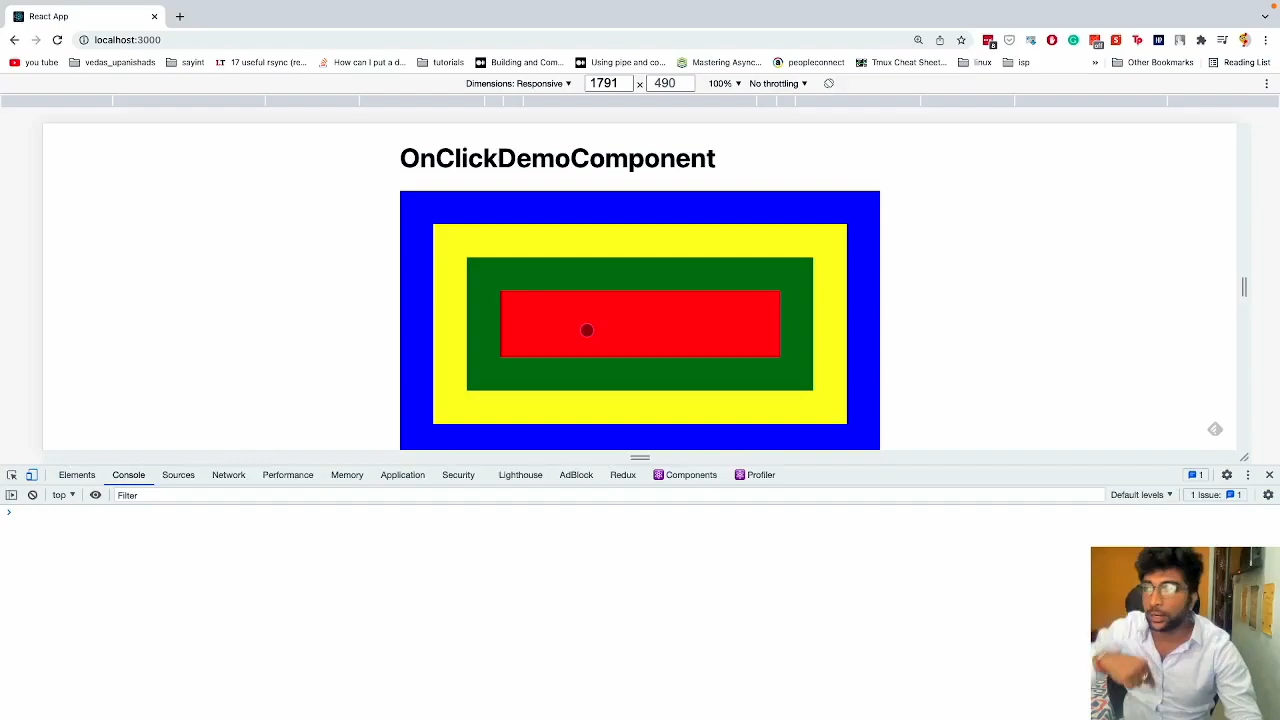 React App
localhost:3000
you tube vedas_upanishads sayint 17 useful rsync (re... How can I put a d... tutorials Building and Com... Using pipe and co... Mastering Async... peopleconnect Tmux Cheat Sheet... linux isp » Other Bookmarks Reading List
Dimensions: Responsive 1791 x 490 100% No throttling
OnClickDemoComponent
Elements Console Sources Network Performance Memory Application Security Lighthouse AdBlock Redux Components Profiler 1
top Filter Default levels 1 Issue: 1